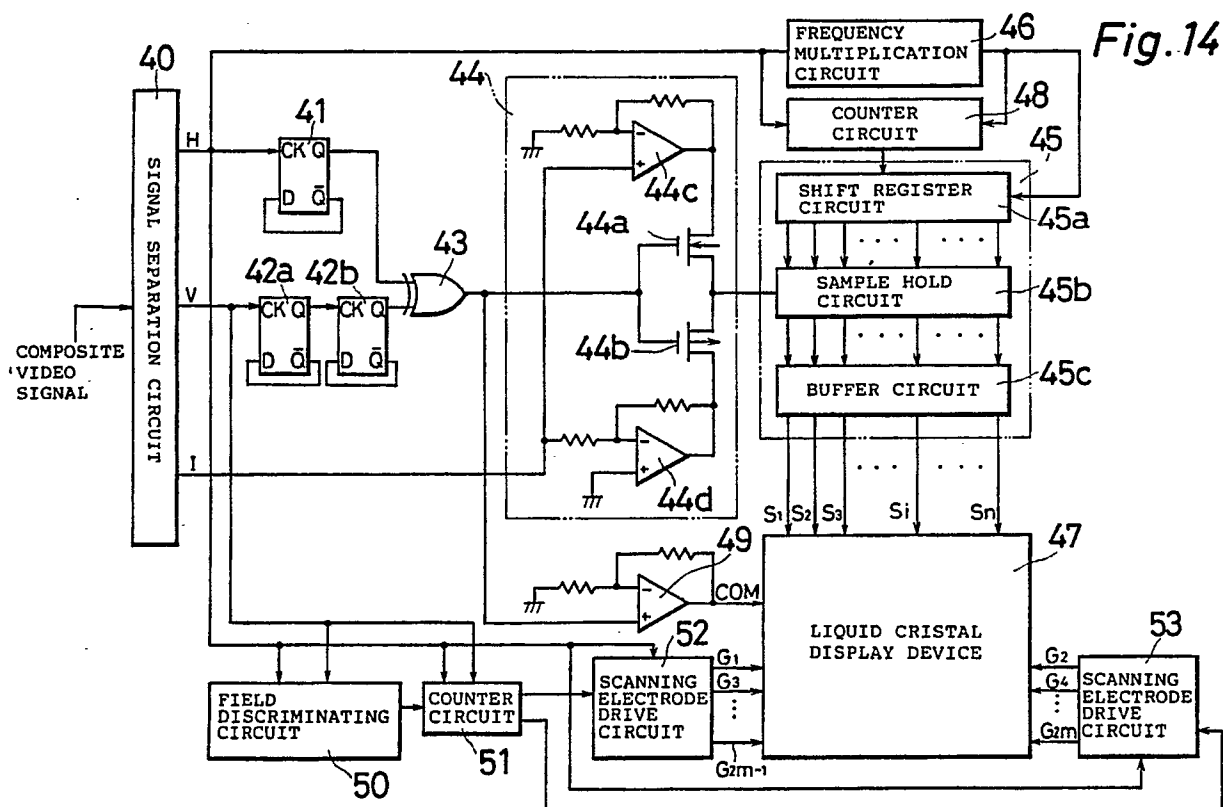 Fig.14
FREQUENCY
MULTIPLICATION
CIRCUIT
46
40
44
COUNTER
CIRCUIT
48
H
41
CK Q
D Q̄
44c
-
+
45
SHIFT REGISTER
CIRCUIT
45a
SIGNAL SEPARATION CIRCUIT
44a
43
42a
42b
V
CK Q
D Q̄
CK Q
D Q̄
SAMPLE HOLD
CIRCUIT
45b
44b
COMPOSITE
VIDEO
SIGNAL
BUFFER CIRCUIT
45c
I
-
+
44d
S1 S2 S3 Si Sn
47
49
-
+
COM
LIQUID CRISTAL
DISPLAY DEVICE
52
53
FIELD
DISCRIMINATING
CIRCUIT
50
COUNTER
CIRCUIT
51
SCANNING
ELECTRODE
DRIVE
CIRCUIT
G1
G3
G2m-1
G2
G4
G2m
SCANNING
ELECTRODE
DRIVE
CIRCUIT